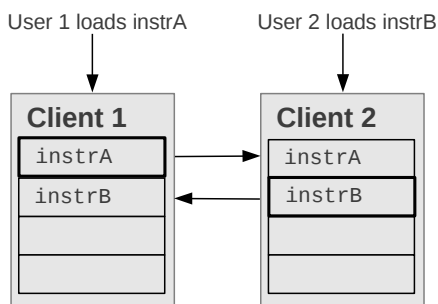 User 1 loads instrA
User 2 loads instrB
Client 1
Client 2
instrA
instrA
instrB
instrB